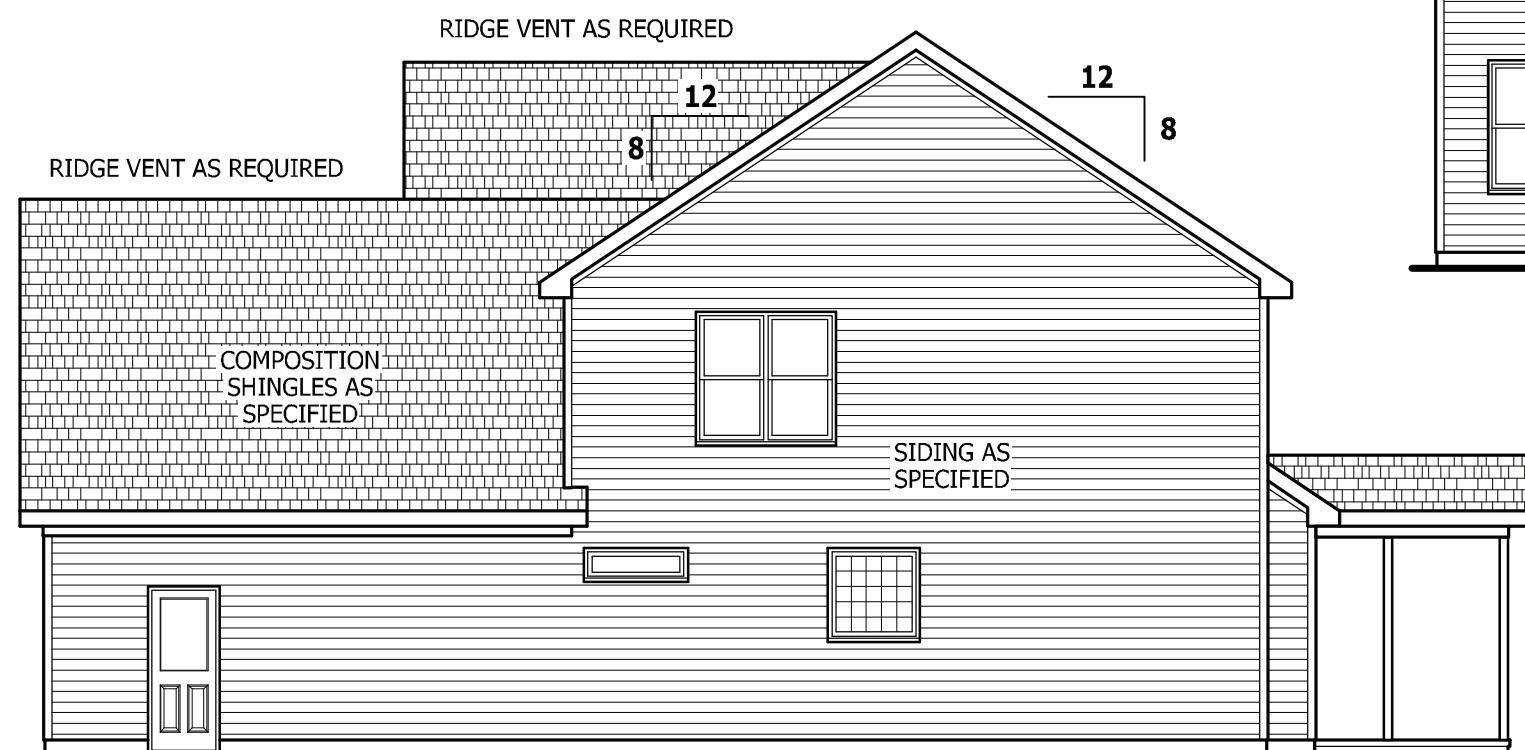 RIDGE VENT AS REQUIRED
12
12
8
8
RIDGE VENT AS REQUIRED
COMPOSITION
SHINGLES AS
SPECIFIED
SIDING AS
SPECIFIED